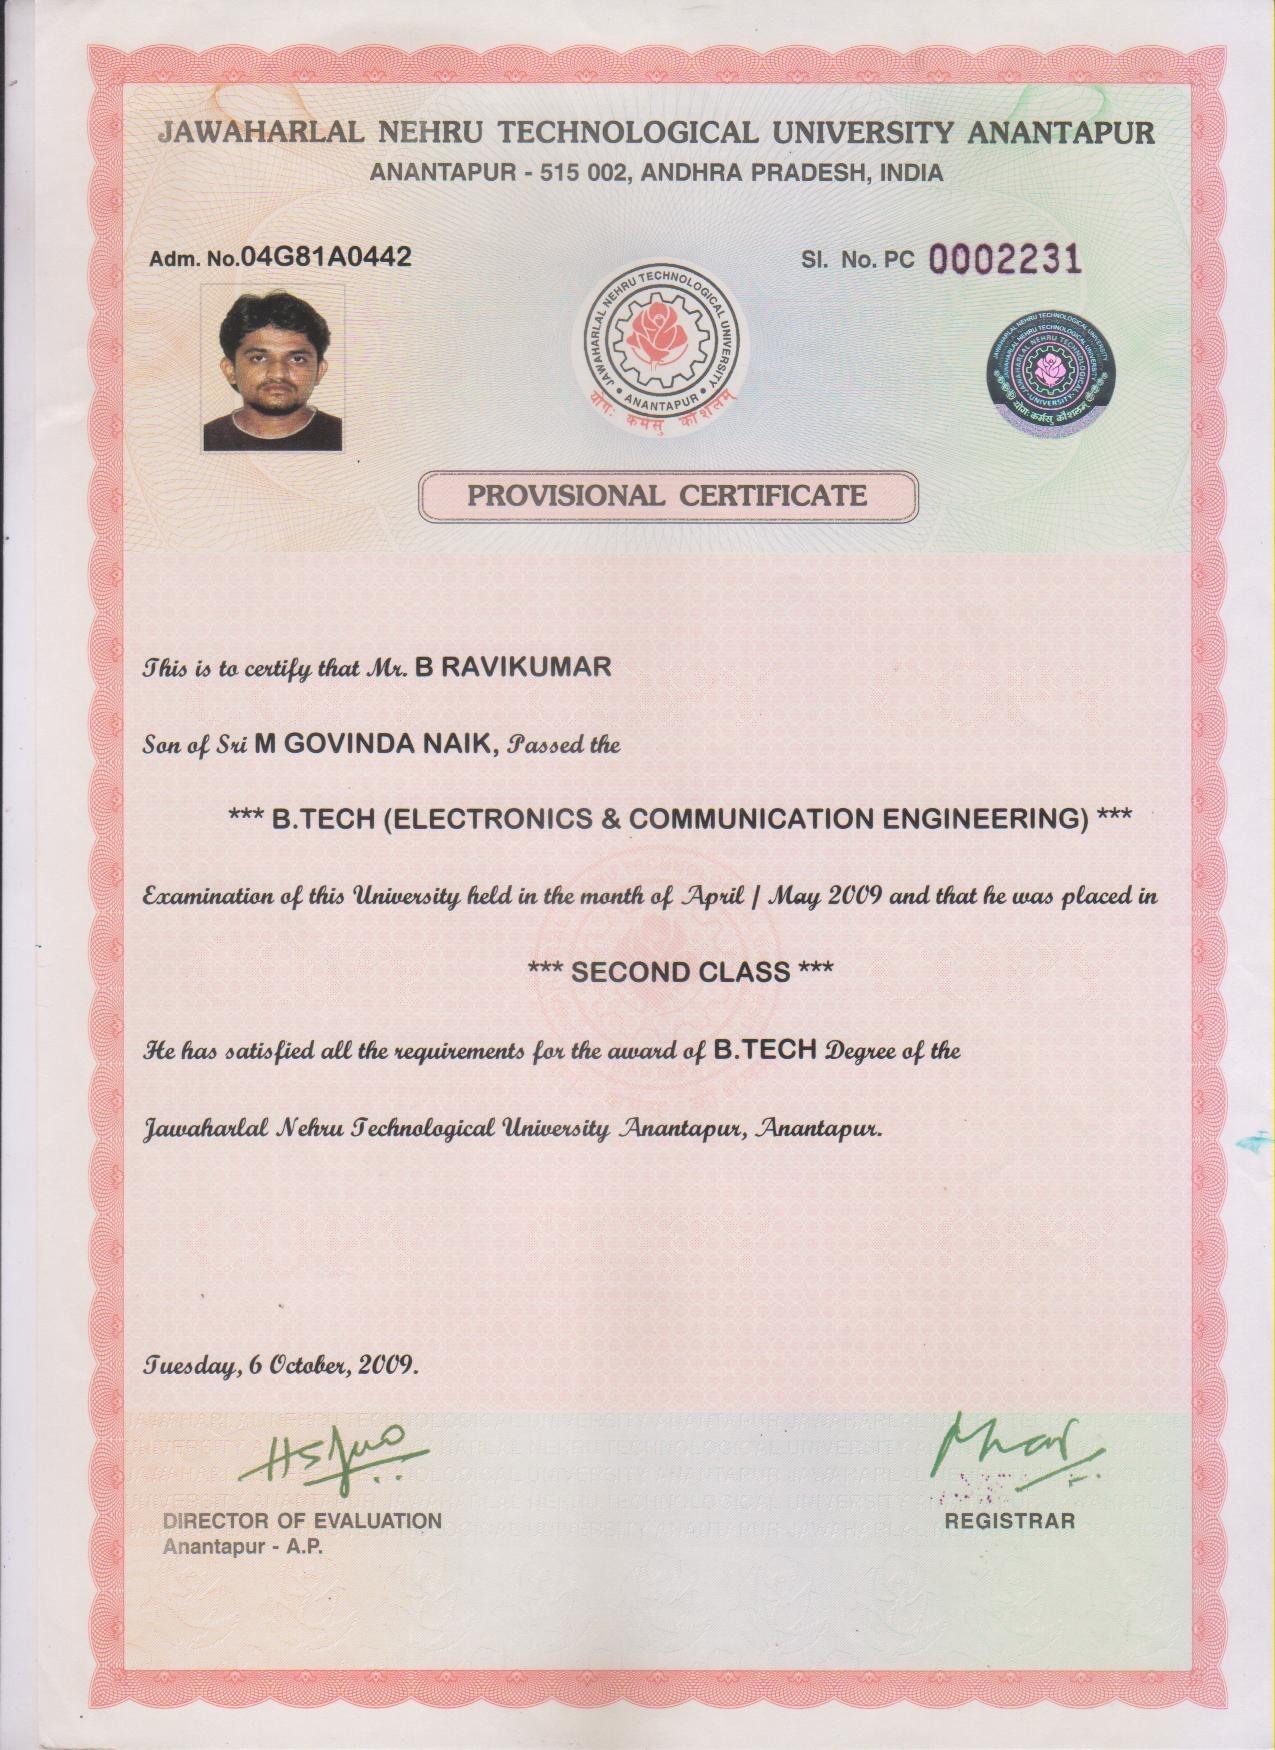 JAWAHARLAL NEHRU TECHNOLOGICAL UNIVERSITY ANANTAPUR
ANANTAPUR - 515 002, ANDHRA PRADESH, INDIA
Adm. No.04G81A0442
Sl. No. PC 0002231
JAWAHARLAL NEHRU TECHNOLOGICAL UNIVERSITY
• ANANTAPUR •
योगः कर्मसु कौशलम्
JAWAHARLAL NEHRU TECHNOLOGICAL UNIVERSITY
JAWAHARLAL NEHRU TECHNOLOGICAL UNIVERSITY
JAWAHARLAL NEHRU TECHNOLOGICAL
• UNIVERSITY •
योगः कर्मसु कौशलम्
PROVISIONAL CERTIFICATE
This is to certify that Mr. B RAVIKUMAR
Son of Sri M GOVINDA NAIK, Passed the
*** B.TECH (ELECTRONICS & COMMUNICATION ENGINEERING) ***
Examination of this University held in the month of April / May 2009 and that he was placed in
*** SECOND CLASS ***
He has satisfied all the requirements for the award of B.TECH Degree of the
Jawaharlal Nehru Technological University Anantapur, Anantapur.
Tuesday, 6 October, 2009.
DIRECTOR OF EVALUATION
Anantapur - A.P.
REGISTRAR